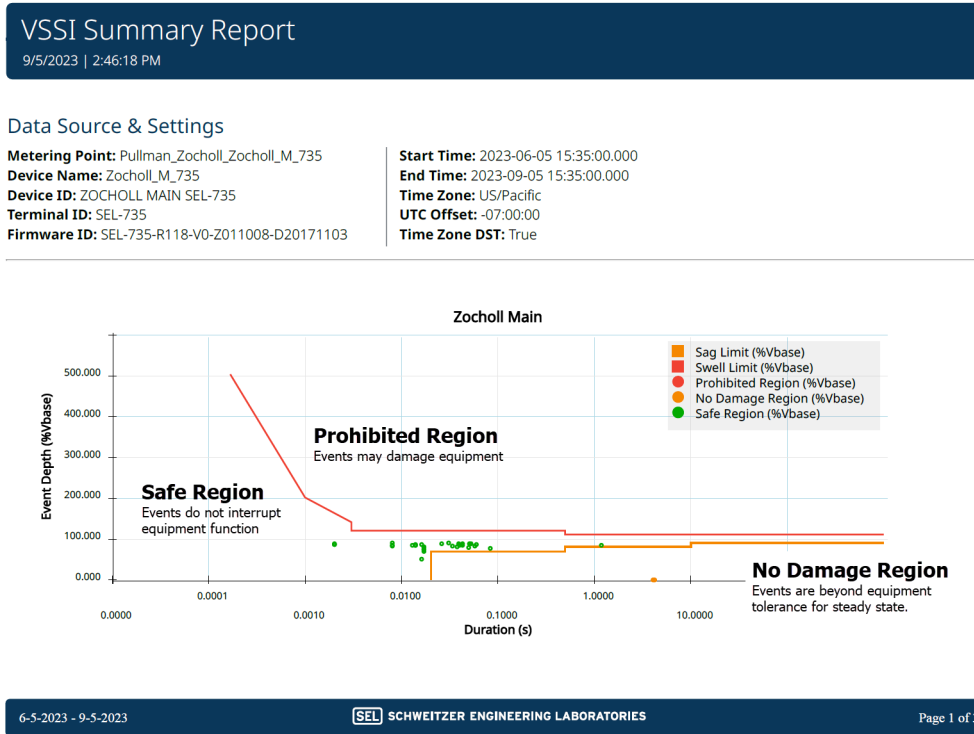 VSSI Summary Report
9/5/2023 | 2:46:18 PM
Data Source & Settings
Metering Point: Pullman_Zocholl_Zocholl_M_735
Device Name: Zocholl_M_735
Device ID: ZOCHOLL MAIN SEL-735
Terminal ID: SEL-735
Firmware ID: SEL-735-R118-V0-Z011008-D20171103
Start Time: 2023-06-05 15:35:00.000
End Time: 2023-09-05 15:35:00.000
Time Zone: US/Pacific
UTC Offset: -07:00:00
Time Zone DST: True
Zocholl Main
Sag Limit (%Vbase)
Swell Limit (%Vbase)
Prohibited Region (%Vbase)
No Damage Region (%Vbase)
Safe Region (%Vbase)
Event Depth (%Vbase)
500.000
400.000
300.000
200.000
100.000
0.000
Prohibited Region
Events may damage equipment
Safe Region
Events do not interrupt
equipment function
No Damage Region
Events are beyond equipment
tolerance for steady state.
0.0001 0.0100 1.0000
0.0000 0.0010 0.1000 10.0000
Duration (s)
6-5-2023 - 9-5-2023
SEL SCHWEITZER ENGINEERING LABORATORIES
Page 1 of